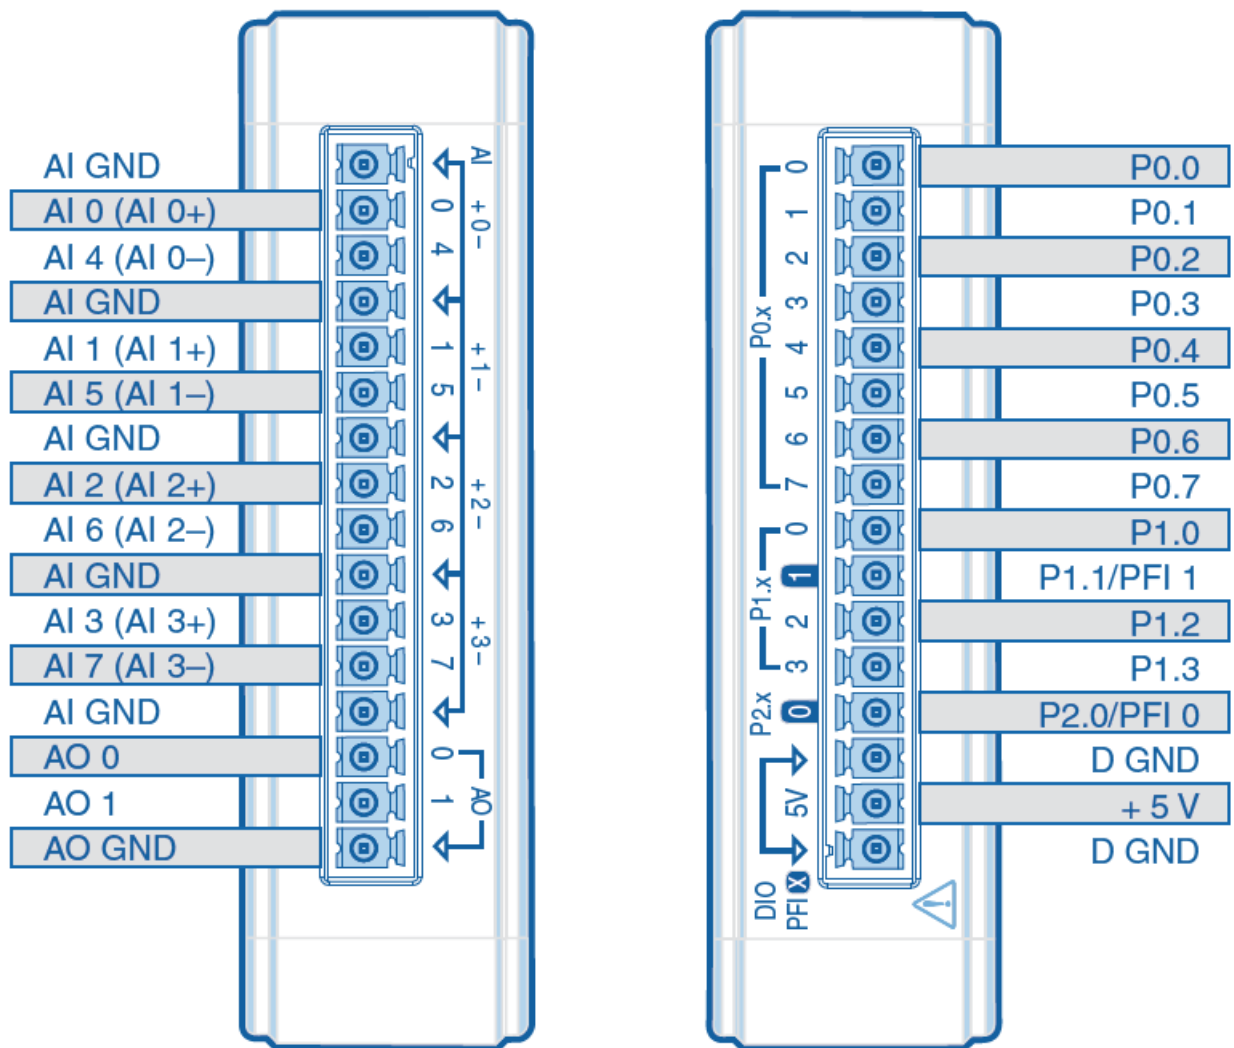 AI GND
AI 0 (AI 0+)
AI 4 (AI 0–)
AI GND
AI 1 (AI 1+)
AI 5 (AI 1–)
AI GND
AI 2 (AI 2+)
AI 6 (AI 2–)
AI GND
AI 3 (AI 3+)
AI 7 (AI 3–)
AI GND
AO 0
AO 1
AO GND
AI
0
4
1
5
2
6
3
7
0
1
+ 0 –
+ 1 –
+ 2 –
+ 3 –
AO
P0.x
P1.x
P2.x
0
1
2
3
4
5
6
7
0
1
2
3
0
5V
DIO
PFI X
P0.0
P0.1
P0.2
P0.3
P0.4
P0.5
P0.6
P0.7
P1.0
P1.1/PFI 1
P1.2
P1.3
P2.0/PFI 0
D GND
+ 5 V
D GND